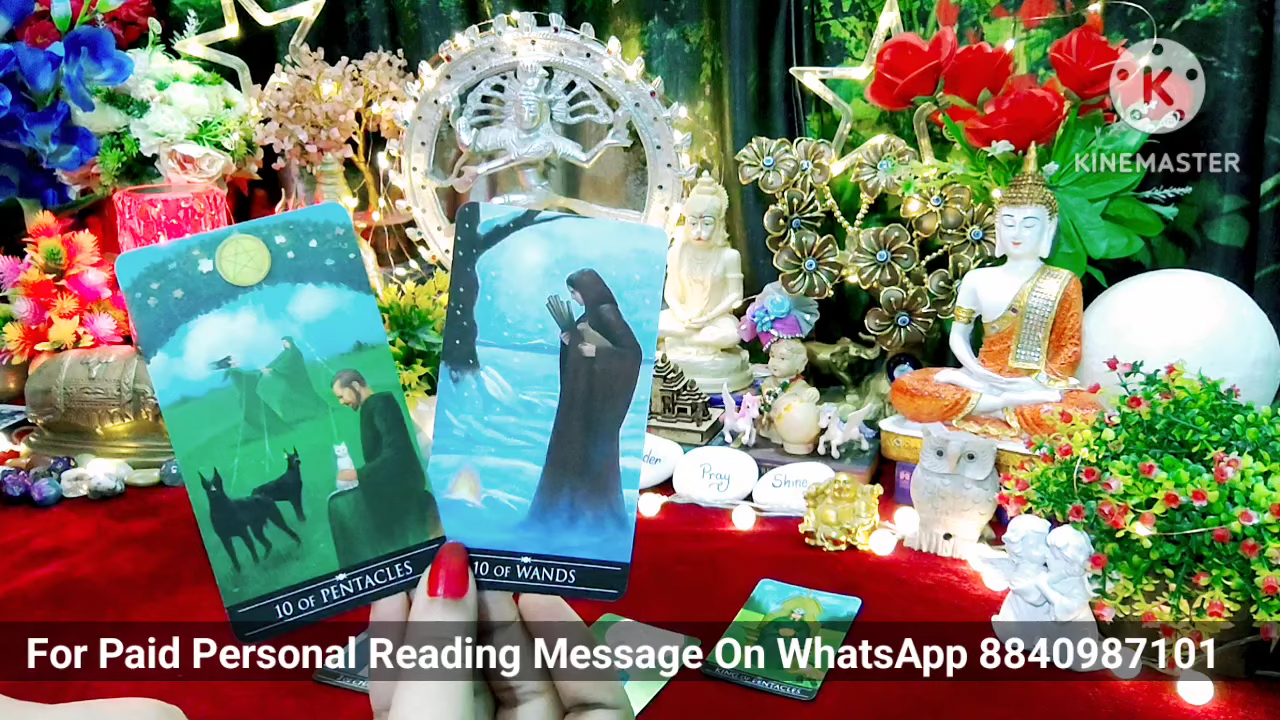 K
KINEMASTER
Pray
Shine
10 OF PENTACLES
10 OF WANDS
KING OF PENTACLES
For Paid Personal Reading Message On WhatsApp 8840987101